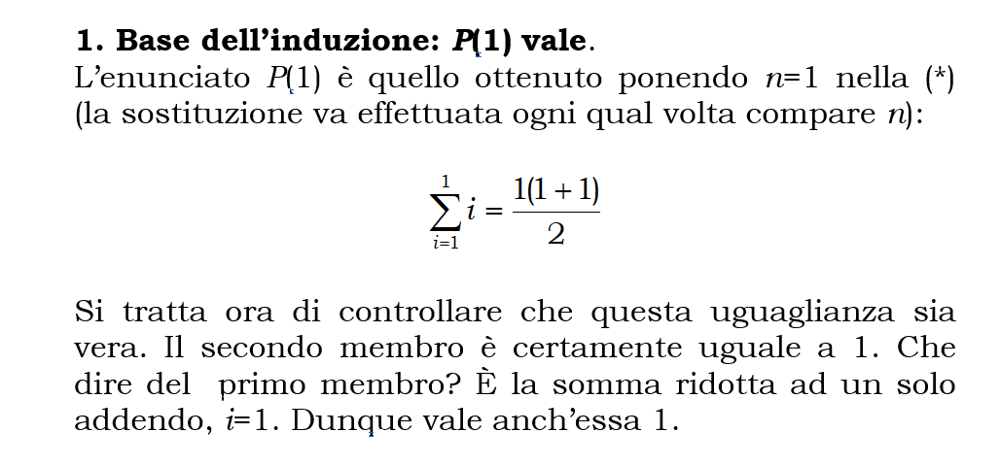 1. Base dell'induzione: P(1) vale.
L'enunciato P(1) è quello ottenuto ponendo n=1 nella (*)
(la sostituzione va effettuata ogni qual volta compare n):
1
∑ i = 1(1 + 1)
i=1 2
Si tratta ora di controllare che questa uguaglianza sia
vera. Il secondo membro è certamente uguale a 1. Che
dire del primo membro? È la somma ridotta ad un solo
addendo, i=1. Dunque vale anch'essa 1.